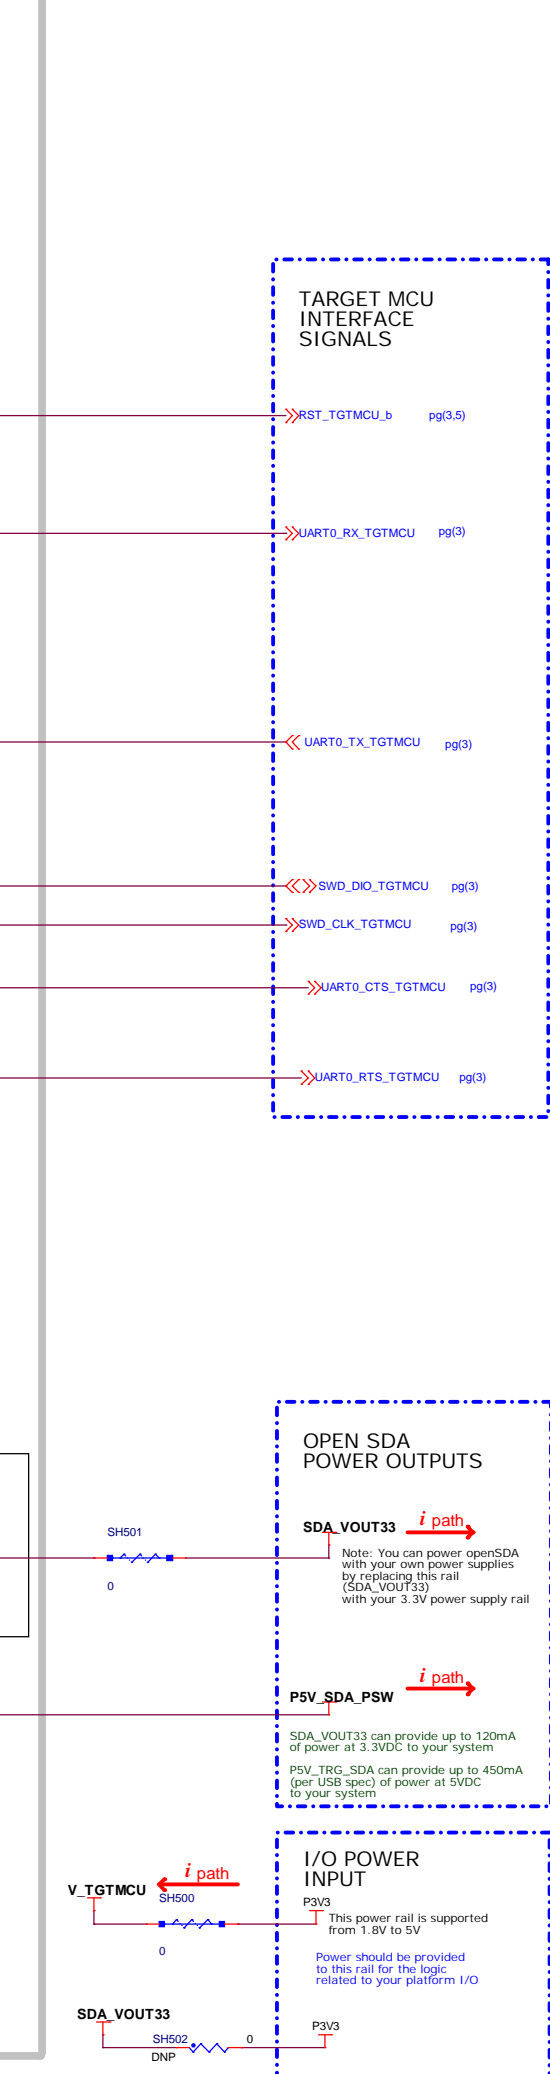 TARGET MCU
INTERFACE
SIGNALS
RST_TGTMCU_b pg(3,5)
UART0_RX_TGTMCU pg(3)
UART0_TX_TGTMCU pg(3)
SWD_DIO_TGTMCU pg(3)
SWD_CLK_TGTMCU pg(3)
UART0_CTS_TGTMCU pg(3)
UART0_RTS_TGTMCU pg(3)
OPEN SDA
POWER OUTPUTS
SH501
0
SDA_VOUT33
i path
Note: You can power openSDA
with your own power supplies
by replacing this rail
(SDA_VOUT33)
with your 3.3V power supply rail
i path
P5V_SDA_PSW
SDA_VOUT33 can provide up to 120mA
of power at 3.3VDC to your system
P5V_TRG_SDA can provide up to 450mA
(per USB spec) of power at 5VDC
to your system
I/O POWER
INPUT
i path
V_TGTMCU
SH500
0
P3V3
This power rail is supported
from 1.8V to 5V
Power should be provided
to this rail for the logic
related to your platform I/O
SDA_VOUT33
SH502 0
DNP
P3V3